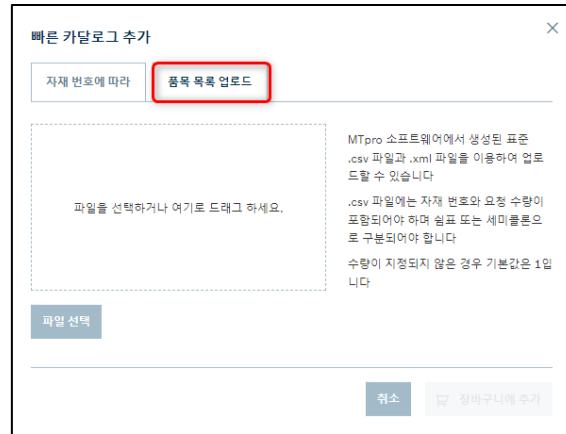 빠른 카달로그 추가
자재 번호에 따라
품목 목록 업로드
파일을 선택하거나 여기로 드래그 하세요.
MTpro 소프트웨어에서 생성된 표준
.csv 파일과 .xml 파일을 이용하여 업로
드할 수 있습니다
.csv 파일에는 자재 번호와 요청 수량이
포함되어야 하며 쉼표 또는 세미콜론으
로 구분되어야 합니다
수량이 지정되지 않은 경우 기본값은 1입
니다
파일 선택
취소
장바구니에 추가